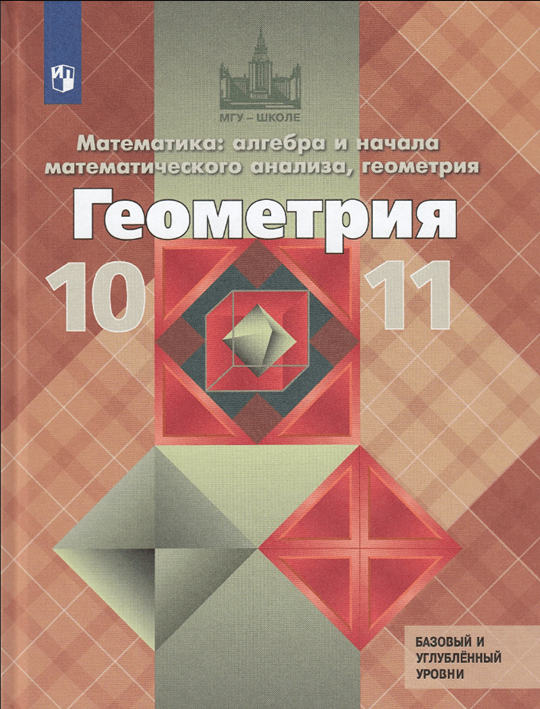 МГУ – ШКОЛЕ
Математика: алгебра и начала
математического анализа, геометрия
Геометрия
10 11
БАЗОВЫЙ И
УГЛУБЛЁННЫЙ
УРОВНИ